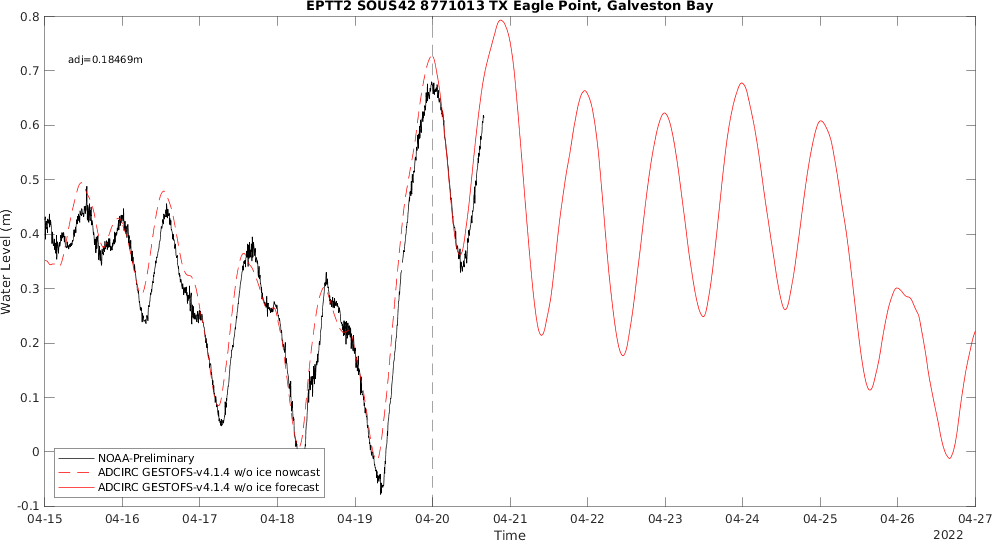 EPTT2 SOUS42 8771013 TX Eagle Point, Galveston Bay
0.8
adj=0.18469m
0.7
0.6
0.5
0.4
0.3
0.2
0.1
0
-0.1
Water Level (m)
NOAA-Preliminary
ADCIRC GESTOFS-v4.1.4 w/o ice nowcast
ADCIRC GESTOFS-v4.1.4 w/o ice forecast
04-15 04-16 04-17 04-18 04-19 04-20 04-21 04-22 04-23 04-24 04-25 04-26 04-27
Time
2022